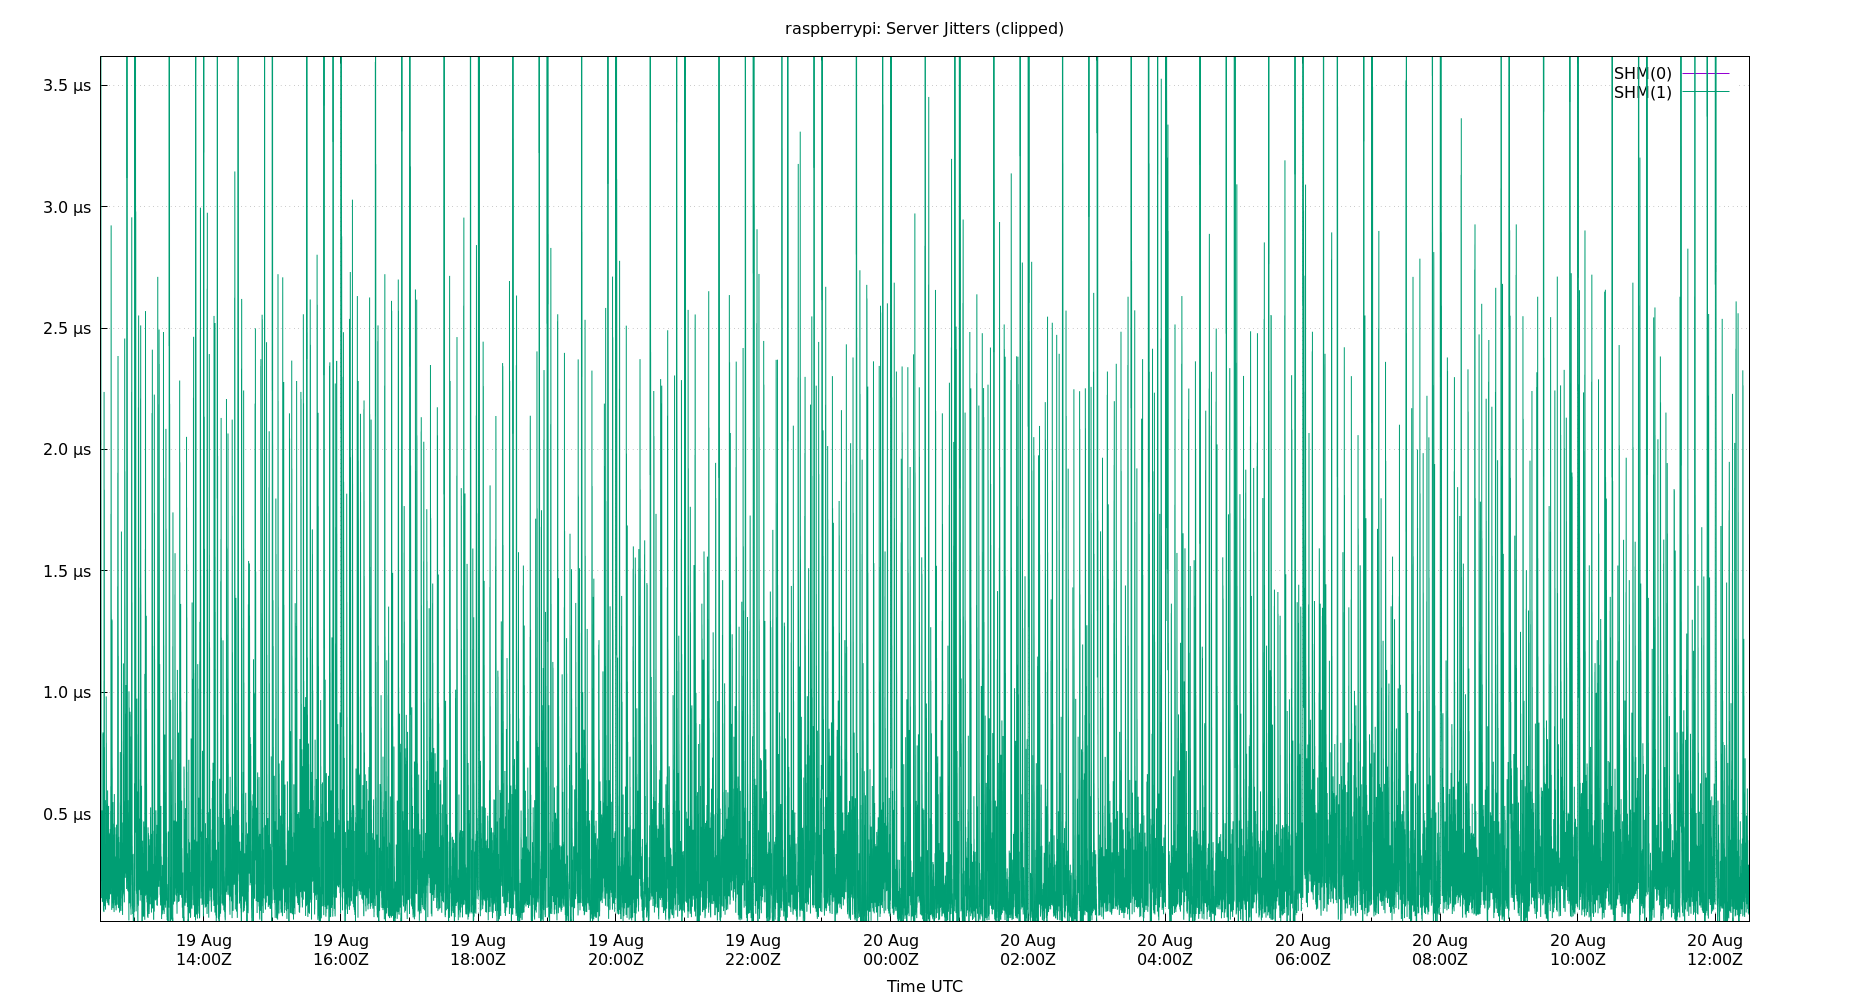 raspberrypi: Server Jitters (clipped)
3.5 µs
3.0 µs
2.5 µs
2.0 µs
1.5 µs
1.0 µs
0.5 µs
SHM(0)
SHM(1)
19 Aug 19 Aug 19 Aug 19 Aug 19 Aug 20 Aug 20 Aug 20 Aug 20 Aug 20 Aug 20 Aug 20 Aug
14:00Z 16:00Z 18:00Z 20:00Z 22:00Z 00:00Z 02:00Z 04:00Z 06:00Z 08:00Z 10:00Z 12:00Z
Time UTC